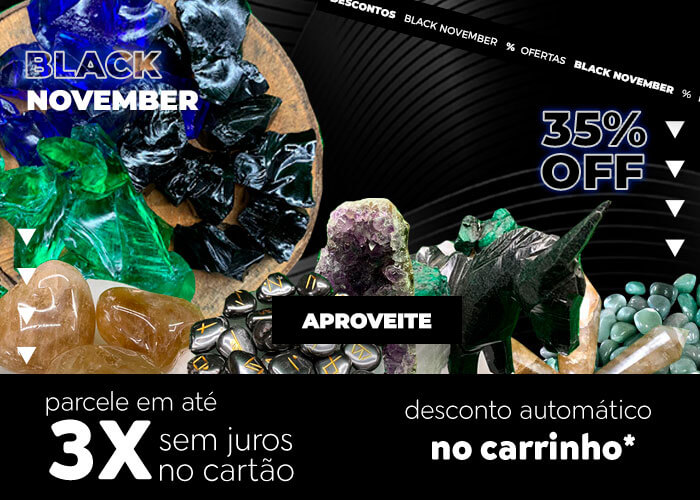 DESCONTOS BLACK NOVEMBER % OFERTAS BLACK NOVEMBER %
BLACK
NOVEMBER
35%
OFF
APROVEITE
parcele em até
3X sem juros
no cartão
desconto automático
no carrinho*